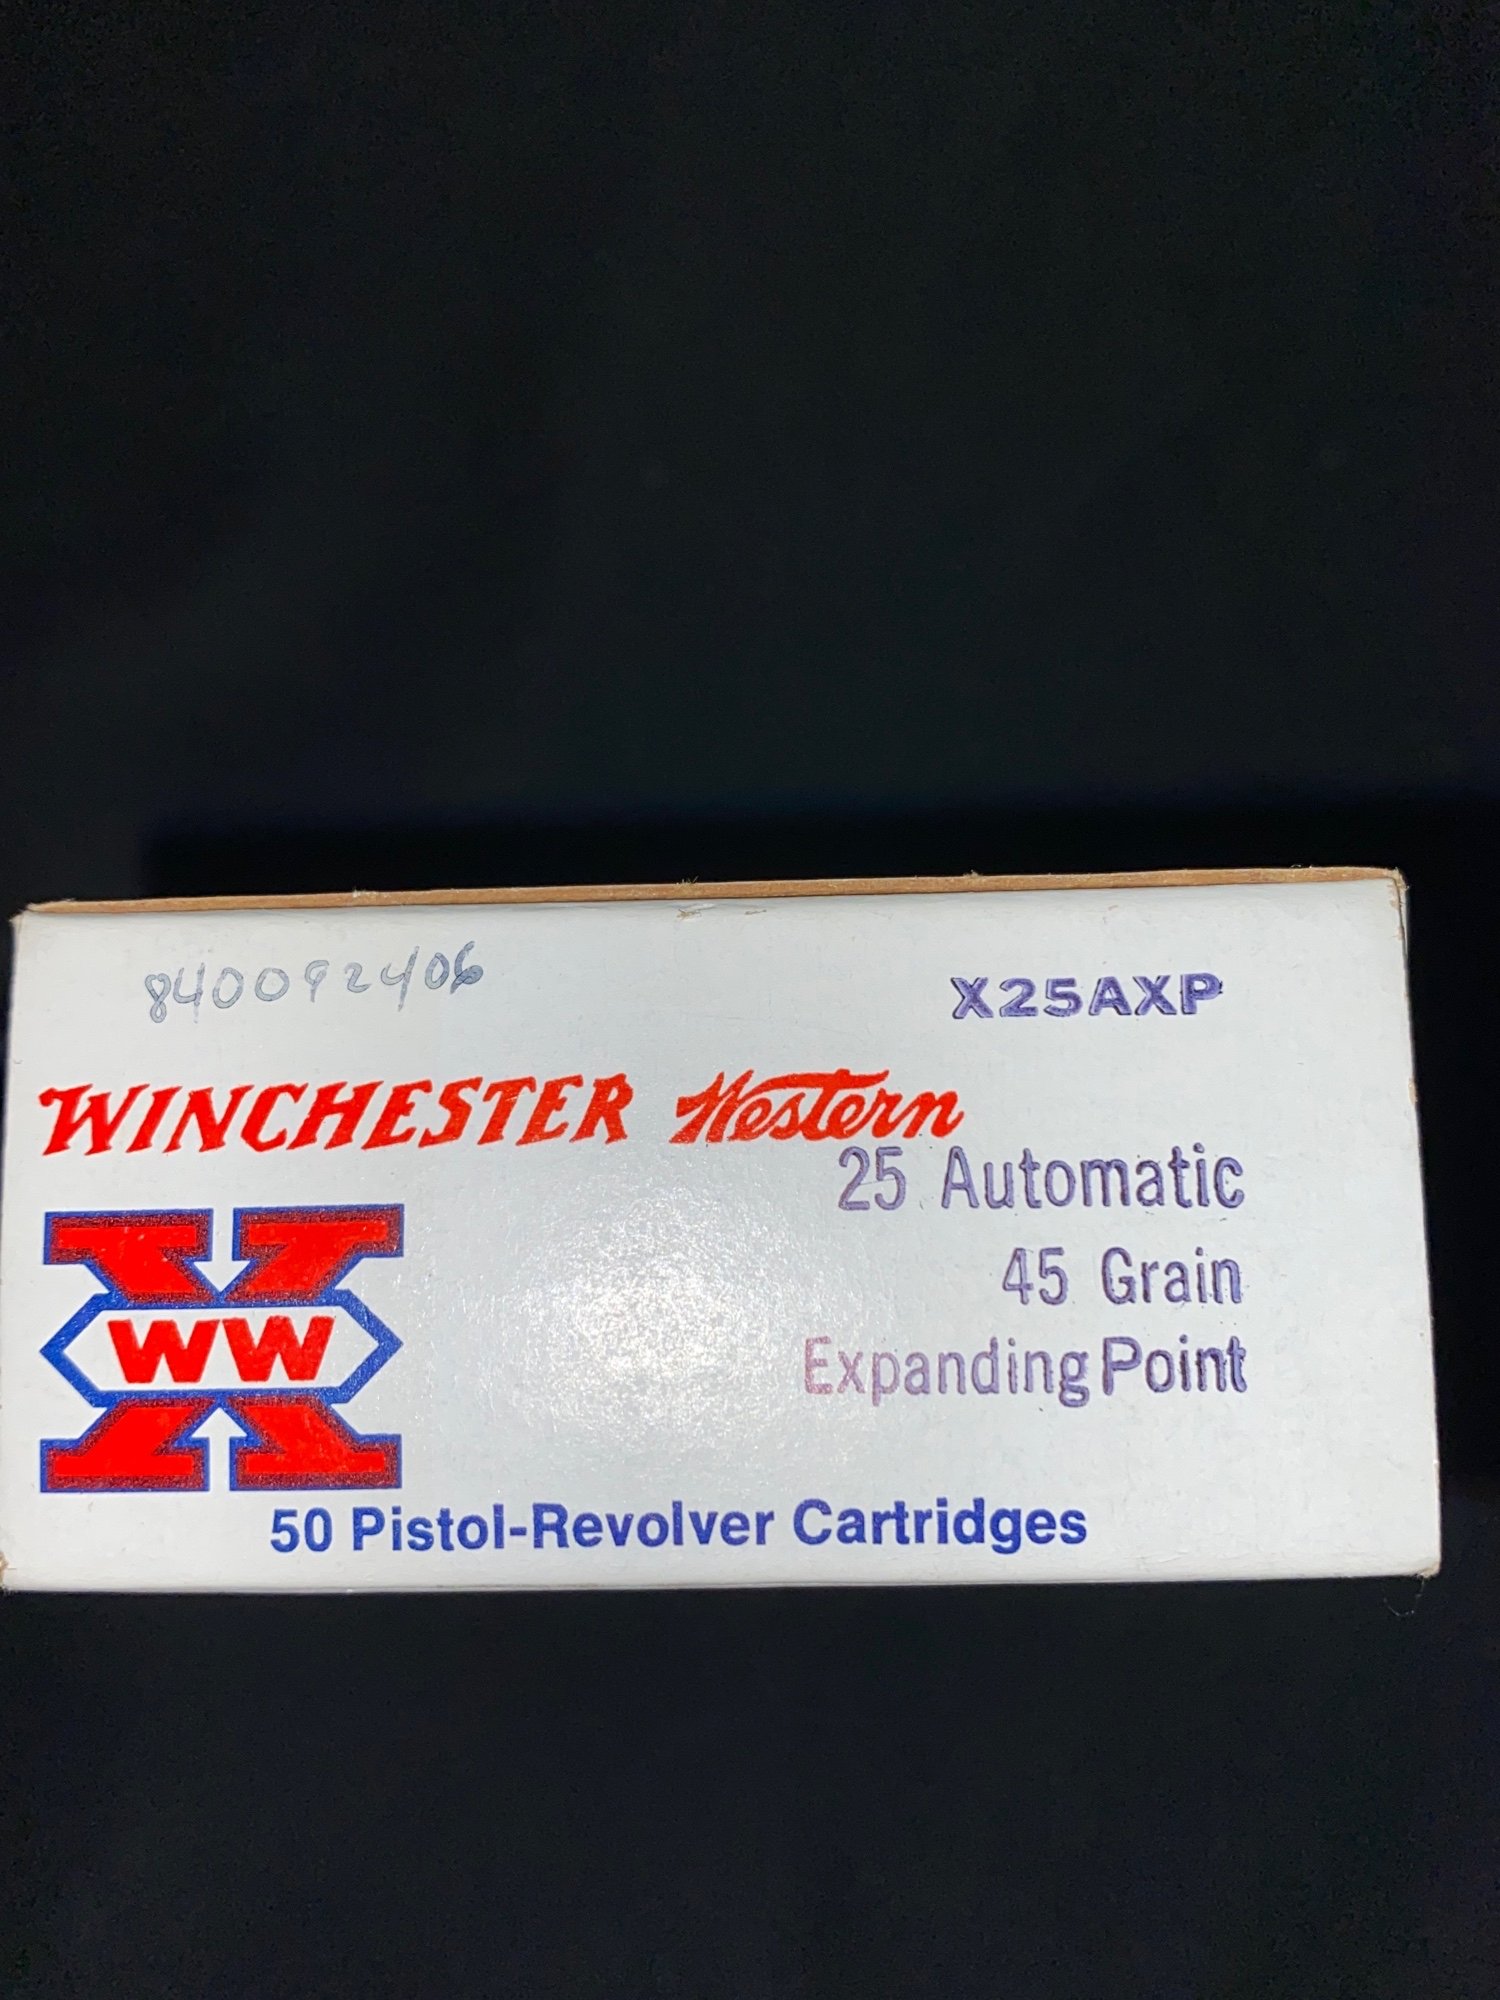 840092406
X25AXP
WINCHESTER Western
25 Automatic
45 Grain
Expanding Point
WW
50 Pistol-Revolver Cartridges